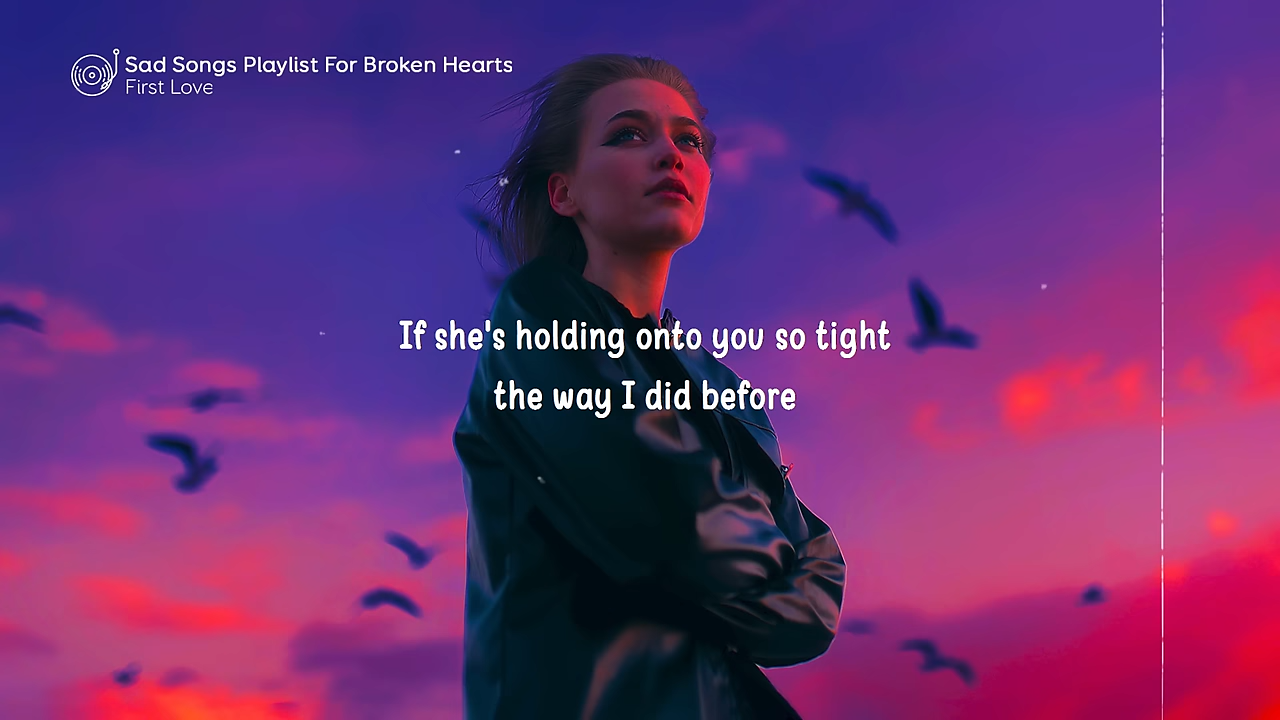 Sad Songs Playlist For Broken Hearts
First Love
If she's holding onto you so tight
the way I did before